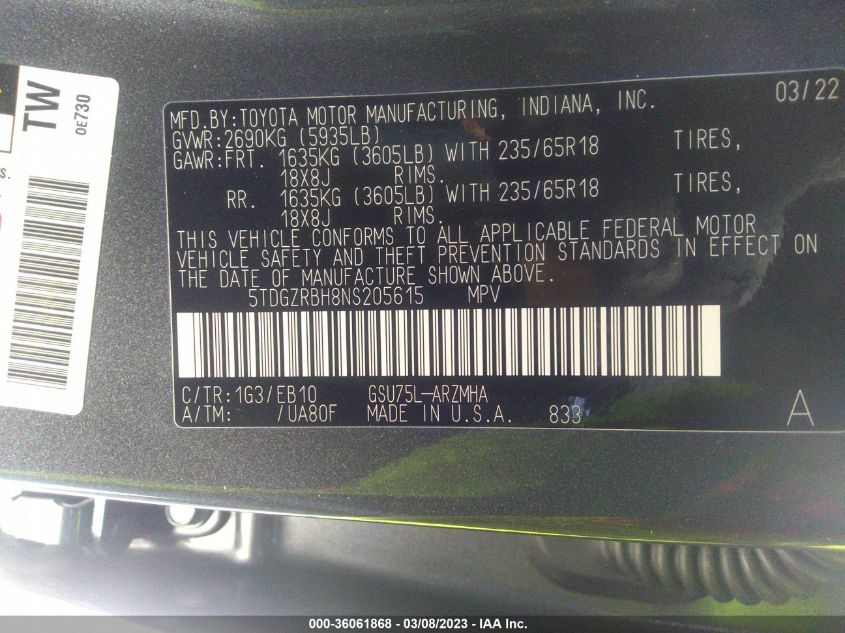 TW
0E730
s.
MFD.BY:TOYOTA MOTOR MANUFACTURING, INDIANA, INC. 03/22
GVWR:2690KG (5935LB)
GAWR:FRT. 1635KG (3605LB) WITH 235/65R18 TIRES,
18X8J RIMS.
RR. 1635KG (3605LB) WITH 235/65R18 TIRES,
18X8J RIMS.
THIS VEHICLE CONFORMS TO ALL APPLICABLE FEDERAL MOTOR
VEHICLE SAFETY AND THEFT PREVENTION STANDARDS IN EFFECT ON
THE DATE OF MANUFACTURE SHOWN ABOVE.
5TDGZRBH8NS205615 MPV
C/TR:1G3/EB10 GSU75L-ARZMHA
A/TM: /UA80F MADE IN U.S.A. 833 A
000-36061868 - 03/08/2023 - IAA Inc.